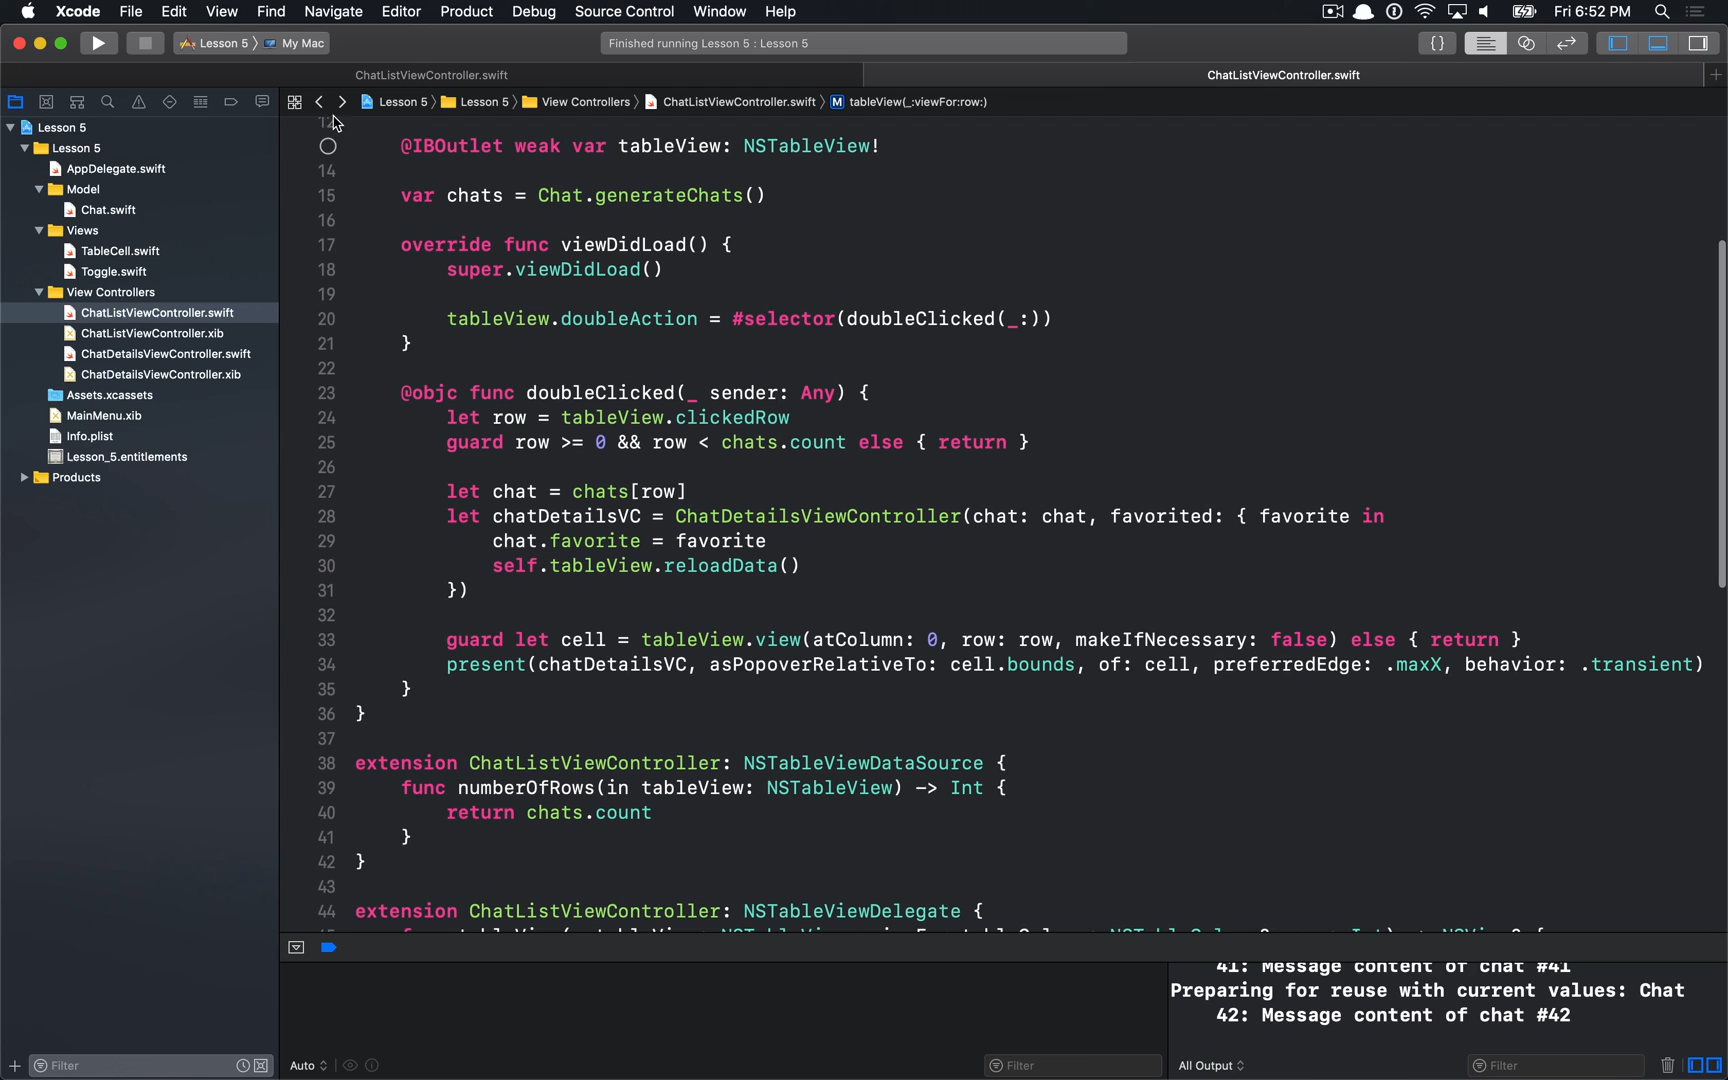 Xcode File Edit View Find Navigate Editor Product Debug Source Control Window Help
Fri 6:52 PM
Lesson 5 My Mac
Finished running Lesson 5 : Lesson 5
{}
ChatListViewController.swift
ChatListViewController.swift
Lesson 5 Lesson 5 View Controllers ChatListViewController.swift M tableView(_:viewFor:row:)
Lesson 5
Lesson 5
AppDelegate.swift
Model
Chat.swift
Views
TableCell.swift
Toggle.swift
View Controllers
ChatListViewController.swift
ChatListViewController.xib
ChatDetailsViewController.swift
ChatDetailsViewController.xib
Assets.xcassets
MainMenu.xib
Info.plist
Lesson_5.entitlements
Products
Filter
12
@IBOutlet weak var tableView: NSTableView!
14
15 var chats = Chat.generateChats()
16
17 override func viewDidLoad() {
18 super.viewDidLoad()
19
20 tableView.doubleAction = #selector(doubleClicked(_:))
21 }
22
23 @objc func doubleClicked(_ sender: Any) {
24 let row = tableView.clickedRow
25 guard row >= 0 && row < chats.count else { return }
26
27 let chat = chats[row]
28 let chatDetailsVC = ChatDetailsViewController(chat: chat, favorited: { favorite in
29 chat.favorite = favorite
30 self.tableView.reloadData()
31 })
32
33 guard let cell = tableView.view(atColumn: 0, row: row, makeIfNecessary: false) else { return }
34 present(chatDetailsVC, asPopoverRelativeTo: cell.bounds, of: cell, preferredEdge: .maxX, behavior: .transient)
35 }
36 }
37
38 extension ChatListViewController: NSTableViewDataSource {
39 func numberOfRows(in tableView: NSTableView) -> Int {
40 return chats.count
41 }
42 }
43
44 extension ChatListViewController: NSTableViewDelegate {
41: Message content of chat #41
Preparing for reuse with current values: Chat
42: Message content of chat #42
Auto
Filter
All Output
Filter